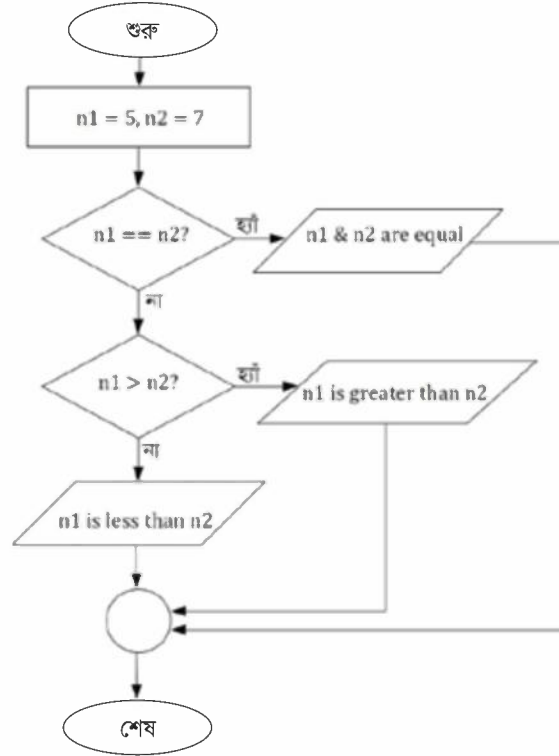 শুরু
n1 = 5, n2 = 7
n1 == n2?
হ্যাঁ
n1 & n2 are equal
না
n1 > n2?
হ্যাঁ
n1 is greater than n2
না
n1 is less than n2
শেষ